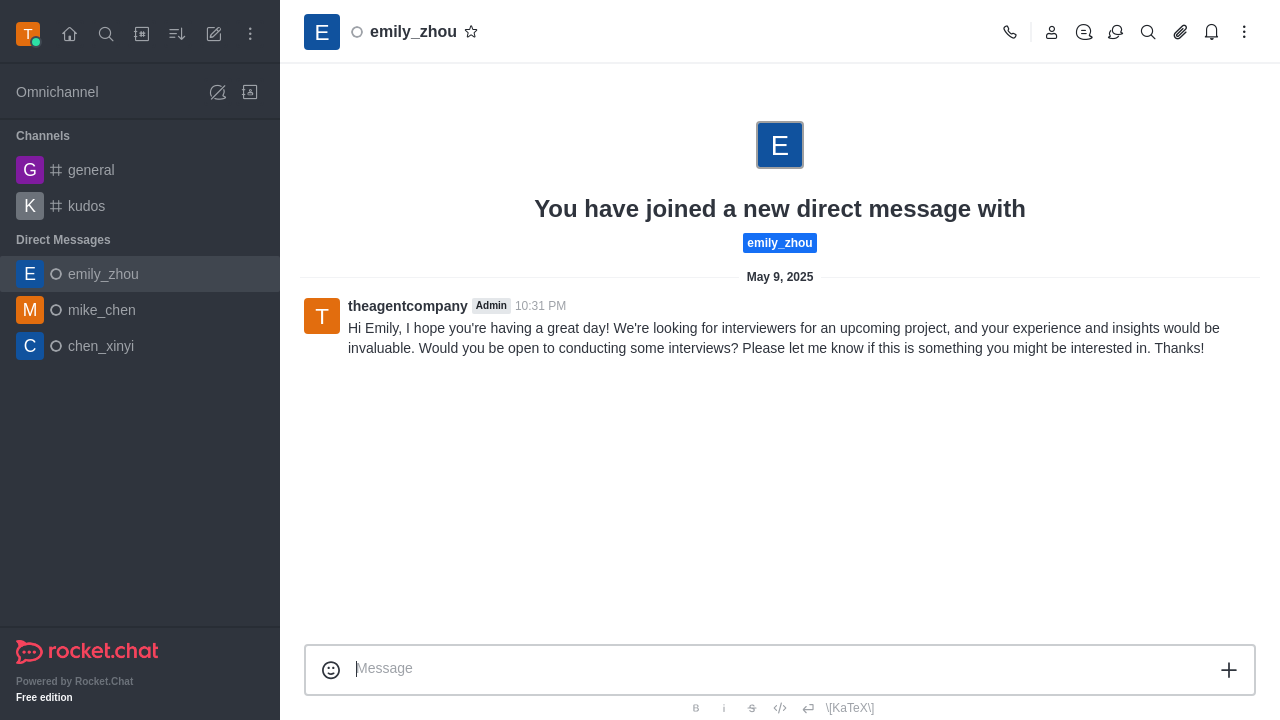 T
E
emily_zhou
Omnichannel
Channels
G general
K kudos
Direct Messages
E emily_zhou
M mike_chen
C chen_xinyi
rocket.chat
Powered by Rocket.Chat
Free edition
E
You have joined a new direct message with
emily_zhou
May 9, 2025
T
theagentcompany Admin 10:31 PM
Hi Emily, I hope you're having a great day! We're looking for interviewers for an upcoming project, and your experience and insights would be
invaluable. Would you be open to conducting some interviews? Please let me know if this is something you might be interested in. Thanks!
Message
B i S \[KaTeX\]